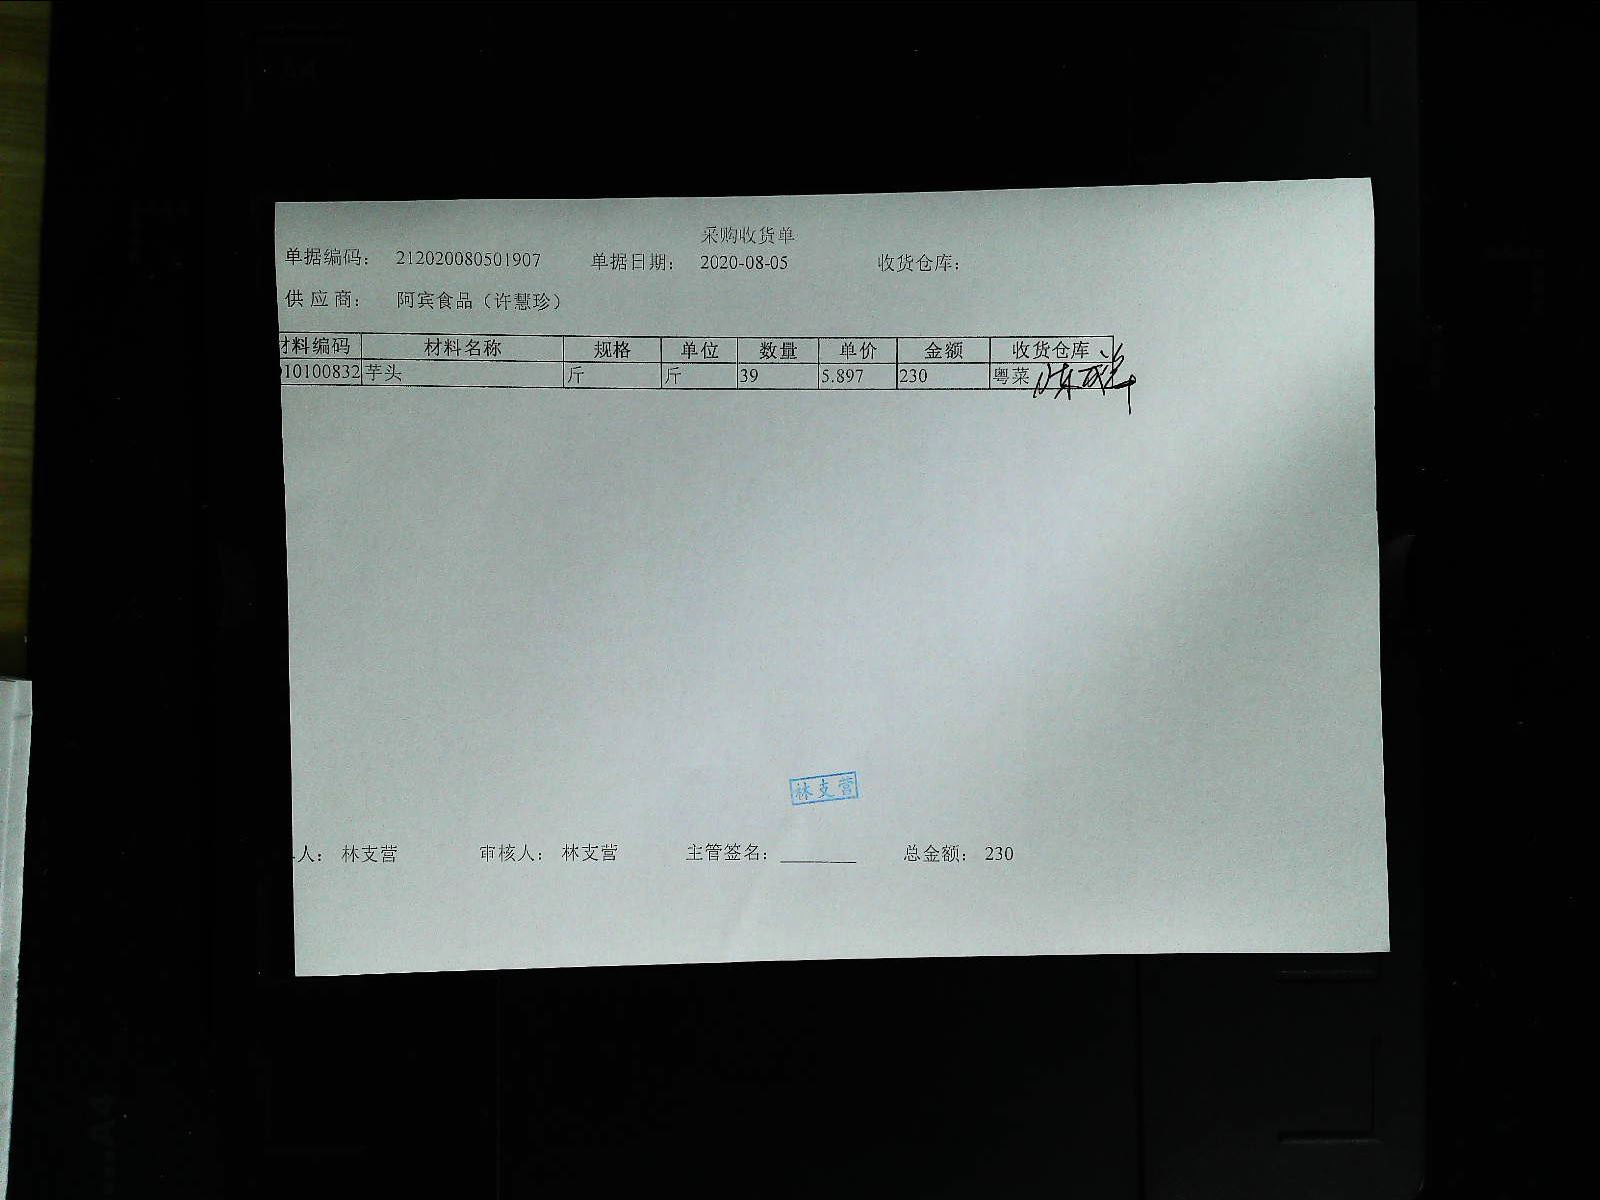 采购收货单
单据编码： 212020080501907 单据日期： 2020-08-05 收货仓库：
供应商： 阿宾食品（许慧珍）
材料编码 材料名称 规格 单位 数量 单价 金额 收货仓库
10100832 芋头 斤 斤 39 5.897 230 粤菜
林支营
人： 林支营 审核人： 林支营 主管签名： 总金额： 230